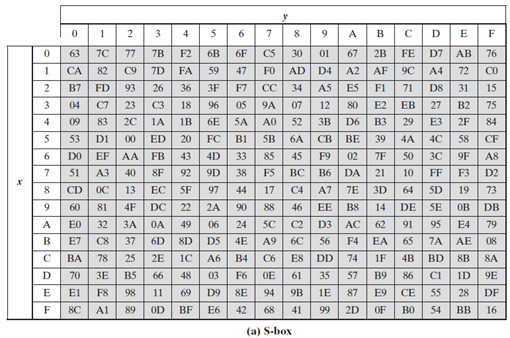 y
0 1 2 3 4 5 6 7 8 9 A B C D E F
0 63 7C 77 7B F2 6B 6F C5 30 01 67 2B FE D7 AB 76
1 CA 82 C9 7D FA 59 47 F0 AD D4 A2 AF 9C A4 72 C0
2 B7 FD 93 26 36 3F F7 CC 34 A5 E5 F1 71 D8 31 15
3 04 C7 23 C3 18 96 05 9A 07 12 80 E2 EB 27 B2 75
4 09 83 2C 1A 1B 6E 5A A0 52 3B D6 B3 29 E3 2F 84
5 53 D1 00 ED 20 FC B1 5B 6A CB BE 39 4A 4C 58 CF
6 D0 EF AA FB 43 4D 33 85 45 F9 02 7F 50 3C 9F A8
x 7 51 A3 40 8F 92 9D 38 F5 BC B6 DA 21 10 FF F3 D2
8 CD 0C 13 EC 5F 97 44 17 C4 A7 7E 3D 64 5D 19 73
9 60 81 4F DC 22 2A 90 88 46 EE B8 14 DE 5E 0B DB
A E0 32 3A 0A 49 06 24 5C C2 D3 AC 62 91 95 E4 79
B E7 C8 37 6D 8D D5 4E A9 6C 56 F4 EA 65 7A AE 08
C BA 78 25 2E 1C A6 B4 C6 E8 DD 74 1F 4B BD 8B 8A
D 70 3E B5 66 48 03 F6 0E 61 35 57 B9 86 C1 1D 9E
E E1 F8 98 11 69 D9 8E 94 9B 1E 87 E9 CE 55 28 DF
F 8C A1 89 0D BF E6 42 68 41 99 2D 0F B0 54 BB 16
(a) S-box